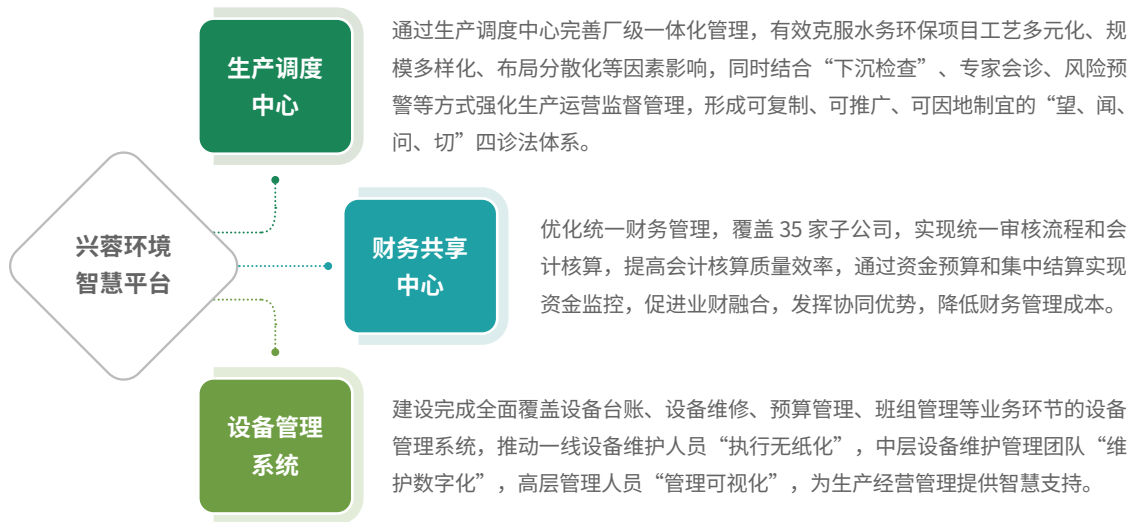 生产调度
中心
通过生产调度中心完善厂级一体化管理，有效克服水务环保项目工艺多元化、规
模多样化、布局分散化等因素影响，同时结合“下沉检查”、专家会诊、风险预
警等方式强化生产运营监督管理，形成可复制、可推广、可因地制宜的“望、闻、
问、切”四诊法体系。
兴蓉环境
智慧平台
财务共享
中心
优化统一财务管理，覆盖 35 家子公司，实现统一审核流程和会
计核算，提高会计核算质量效率，通过资金预算和集中结算实现
资金监控，促进业财融合，发挥协同优势，降低财务管理成本。
设备管理
系统
建设完成全面覆盖设备台账、设备维修、预算管理、班组管理等业务环节的设备
管理系统，推动一线设备维护人员“执行无纸化”，中层设备维护管理团队“维
护数字化”，高层管理人员“管理可视化”，为生产经营管理提供智慧支持。